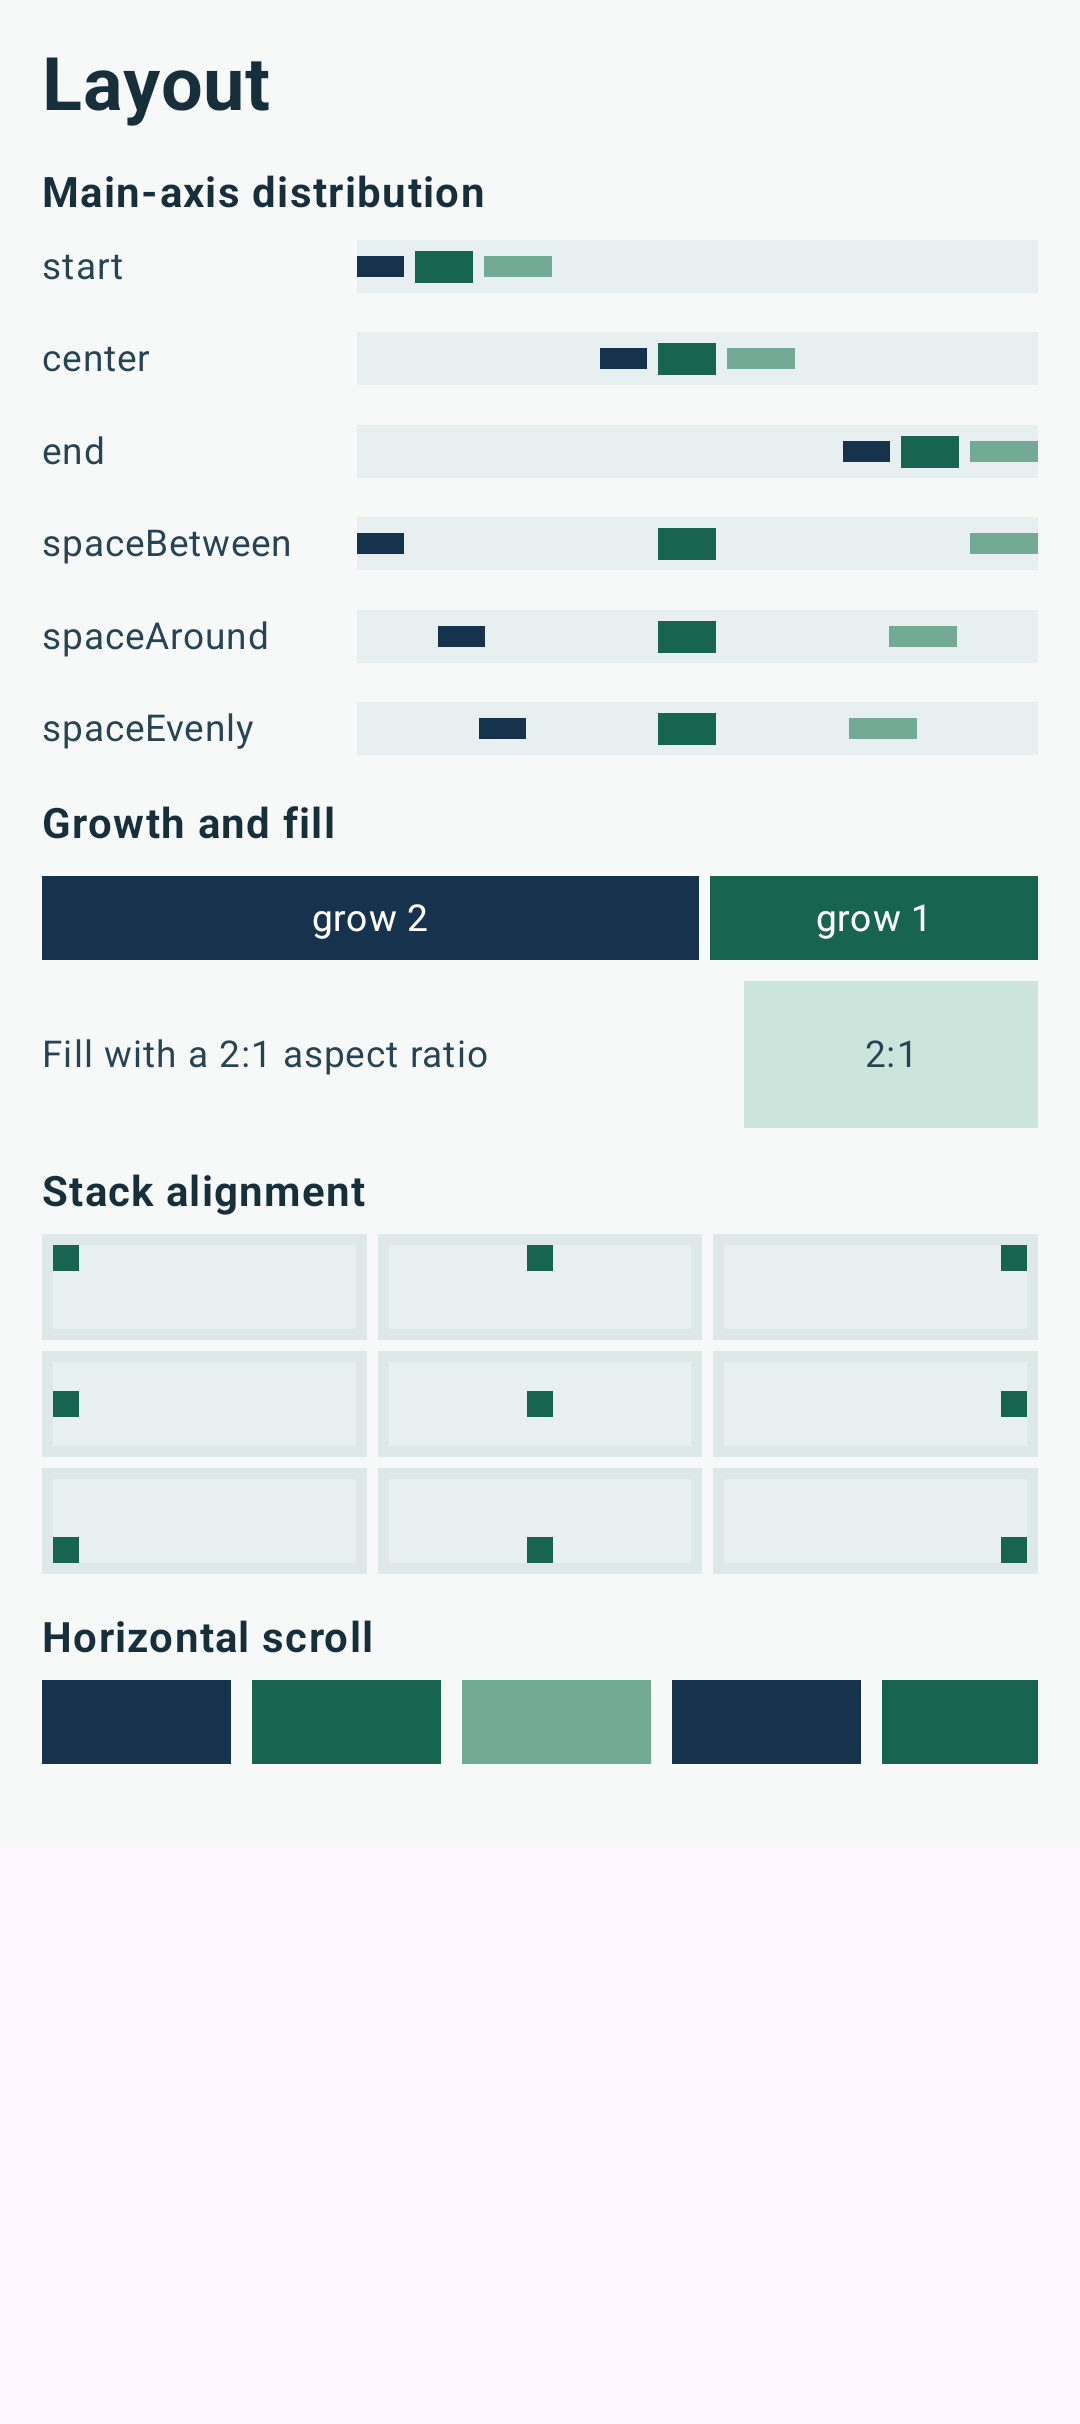 Layout
Main-axis distribution
start
center
end
spaceBetween
spaceAround
spaceEvenly
Growth and fill
grow 2
grow 1
Fill with a 2:1 aspect ratio
2:1
Stack alignment
Horizontal scroll